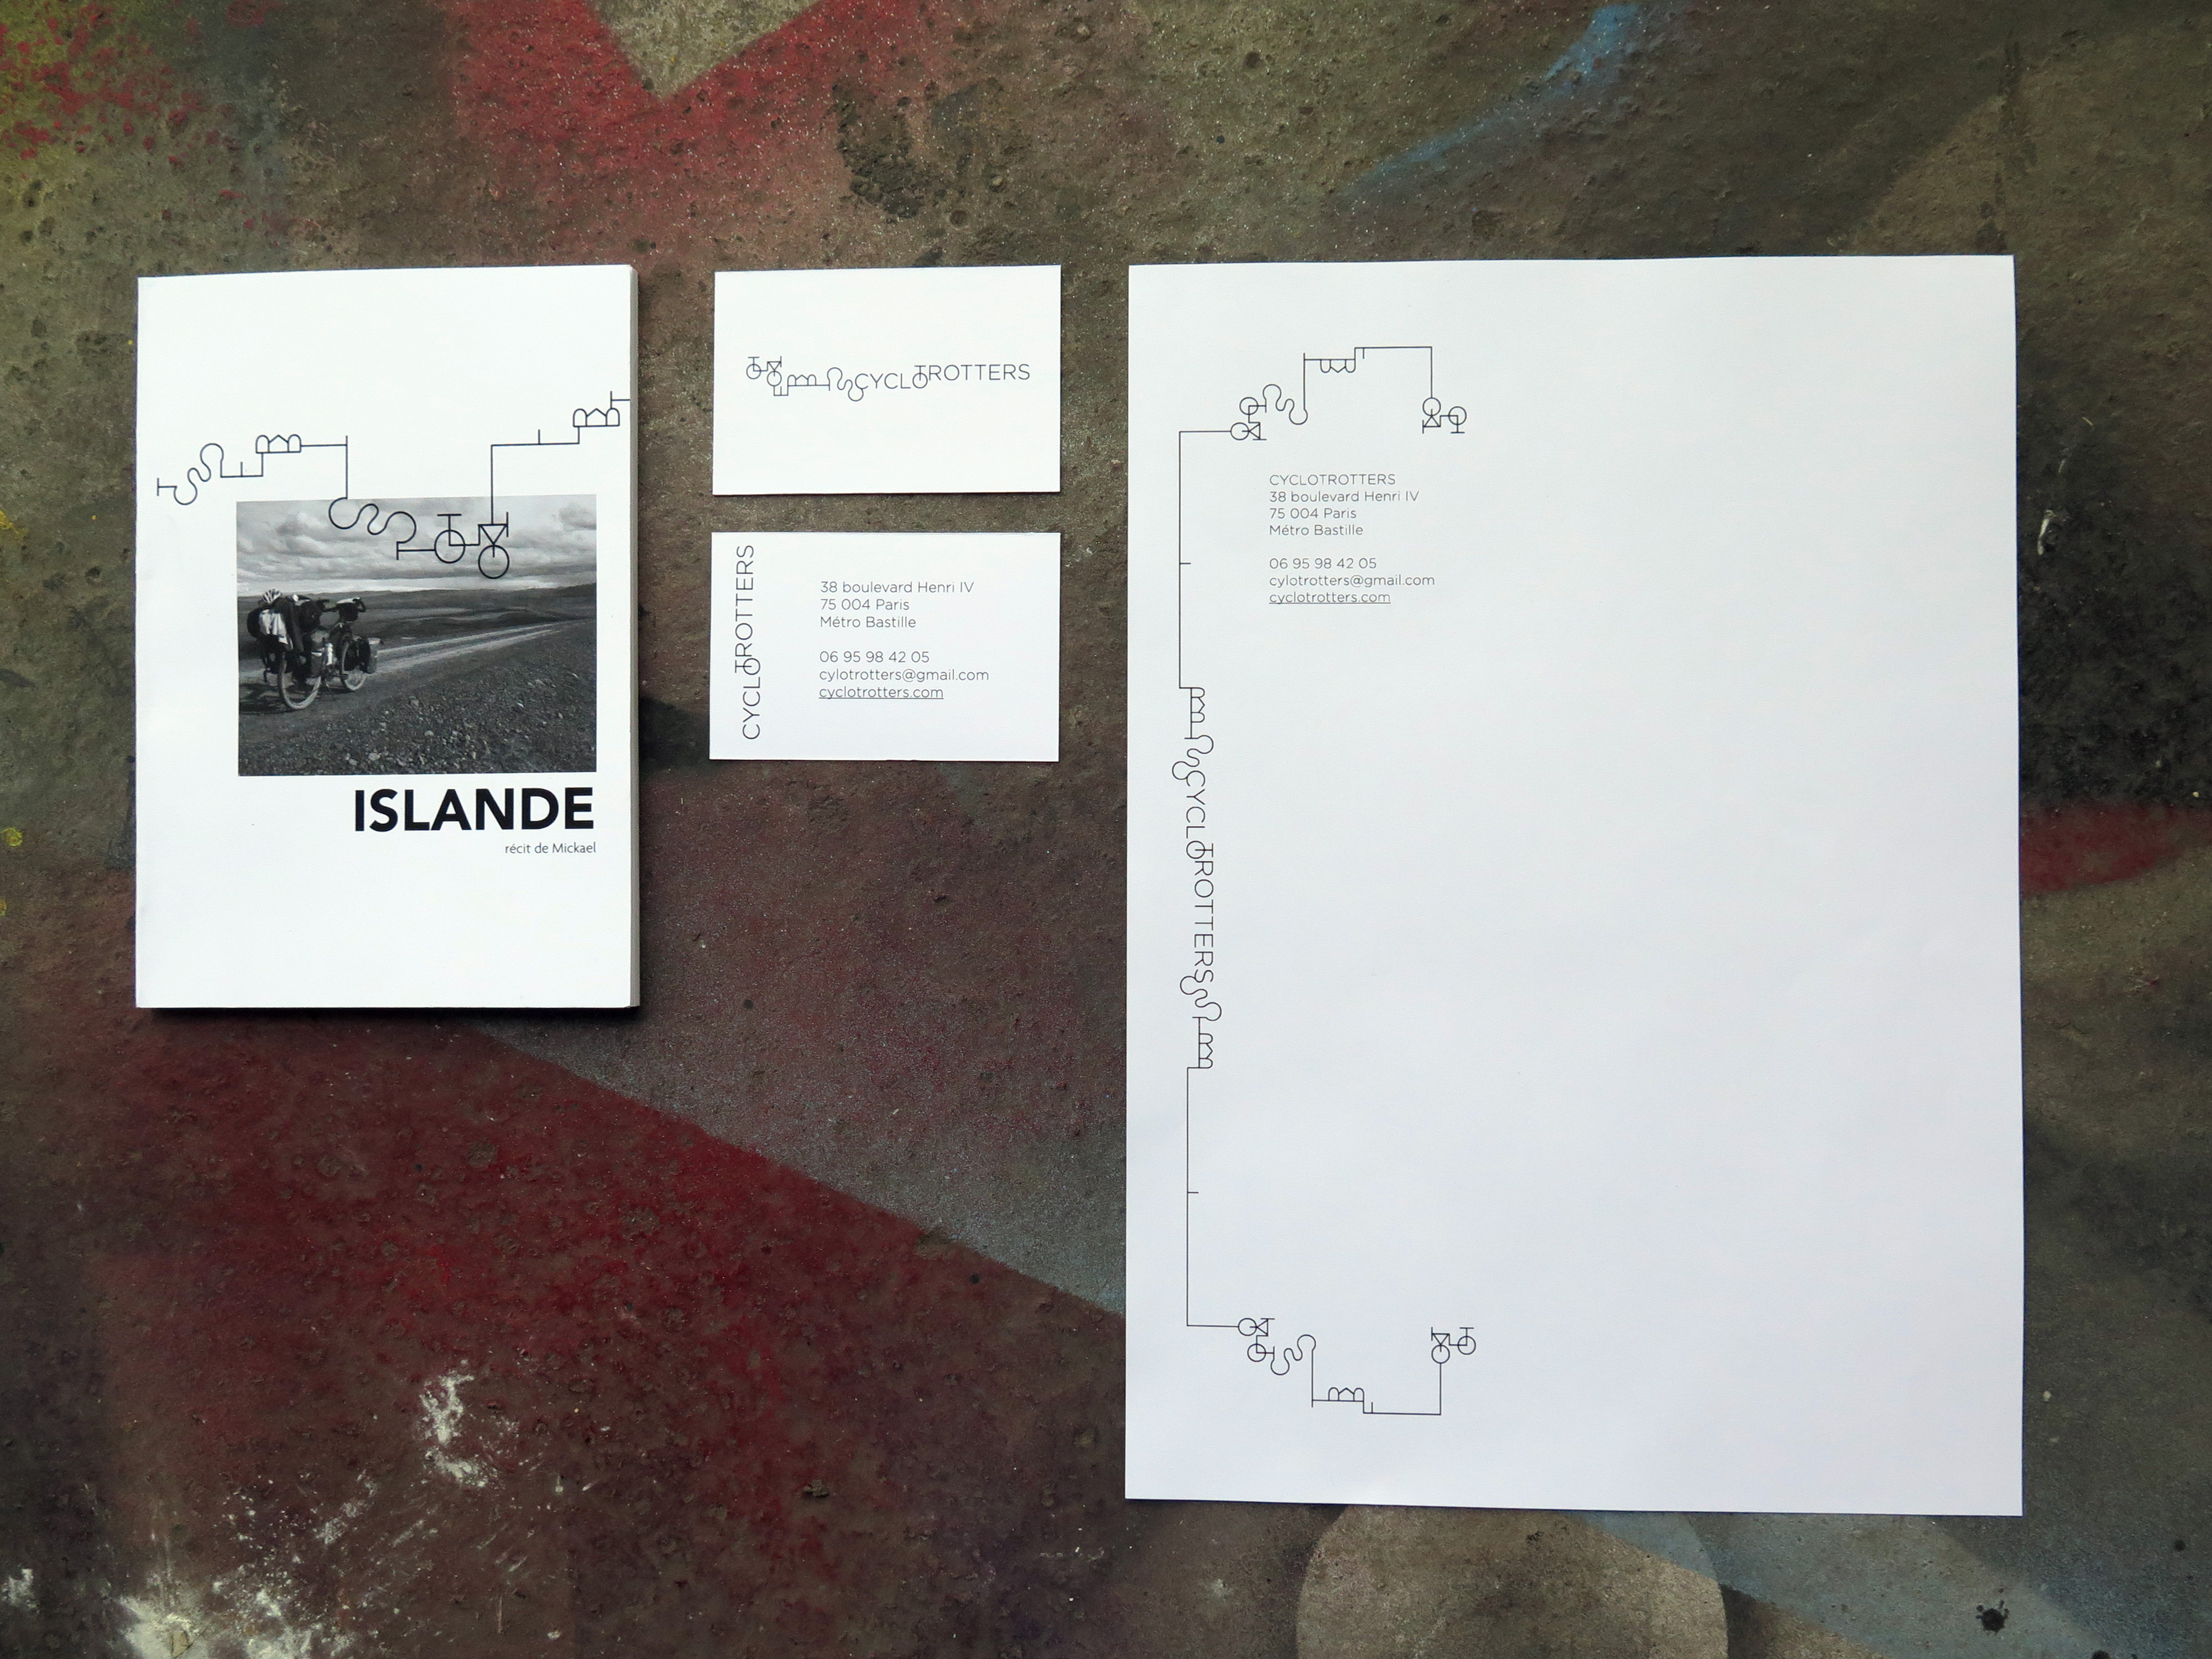 ISLANDE
récit de Mickael
CYCLOTROTTERS
CYCLOTROTTERS
38 boulevard Henri IV
75 004 Paris
Métro Bastille
06 95 98 42 05
cylotrotters@gmail.com
cyclotrotters.com
CYCLOTROTTERS
38 boulevard Henri IV
75 004 Paris
Métro Bastille
06 95 98 42 05
cylotrotters@gmail.com
cyclotrotters.com
CYCLOTROTTERS